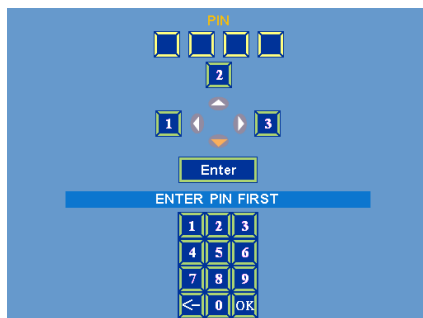 PIN
2
1 3
Enter
ENTER PIN FIRST
1 2 3
4 5 6
7 8 9
<- 0 OK